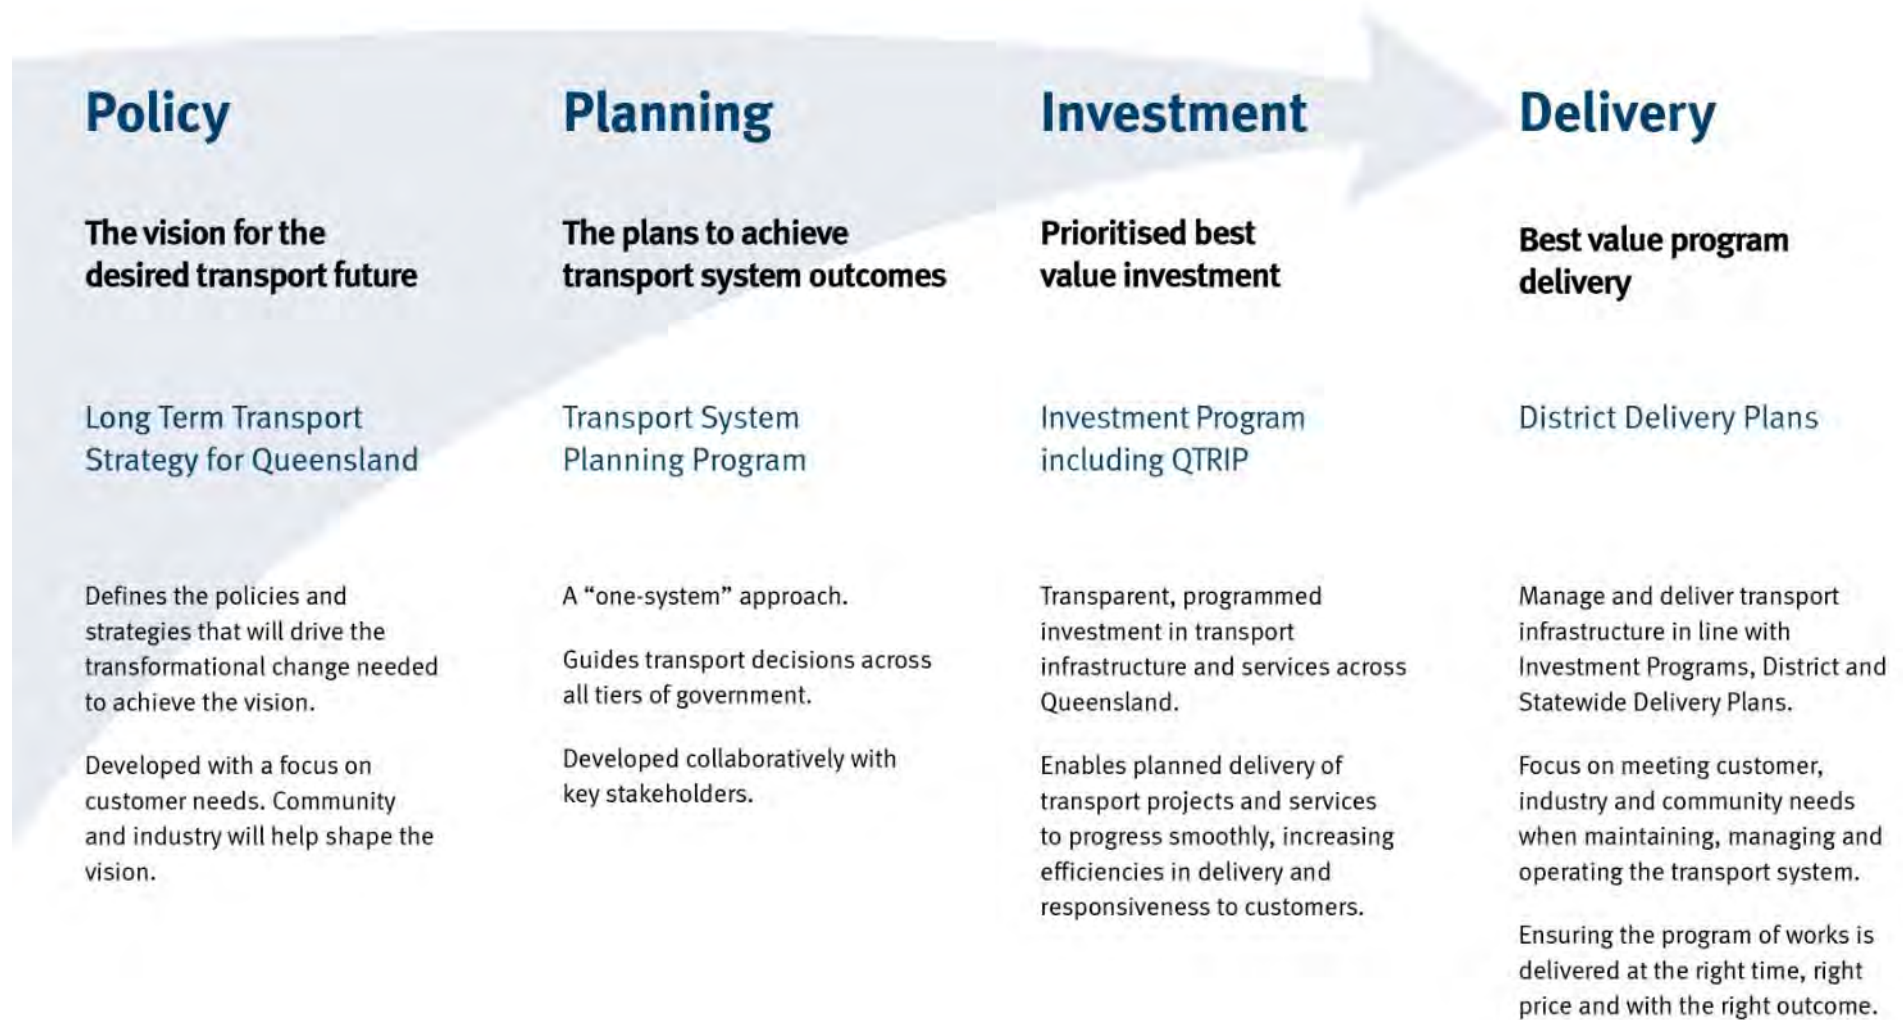 Policy
The vision for the
desired transport future
Long Term Transport
Strategy for Queensland
Defines the policies and
strategies that will drive the
transformational change needed
to achieve the vision.
Developed with a focus on
customer needs. Community
and industry will help shape the
vision.
Planning
The plans to achieve
transport system outcomes
Transport System
Planning Program
A “one-system” approach.
Guides transport decisions across
all tiers of government.
Developed collaboratively with
key stakeholders.
Investment
Prioritised best
value investment
Investment Program
including QTRIP
Transparent, programmed
investment in transport
infrastructure and services across
Queensland.
Enables planned delivery of
transport projects and services
to progress smoothly, increasing
efficiencies in delivery and
responsiveness to customers.
Delivery
Best value program
delivery
District Delivery Plans
Manage and deliver transport
infrastructure in line with
Investment Programs, District and
Statewide Delivery Plans.
Focus on meeting customer,
industry and community needs
when maintaining, managing and
operating the transport system.
Ensuring the program of works is
delivered at the right time, right
price and with the right outcome.